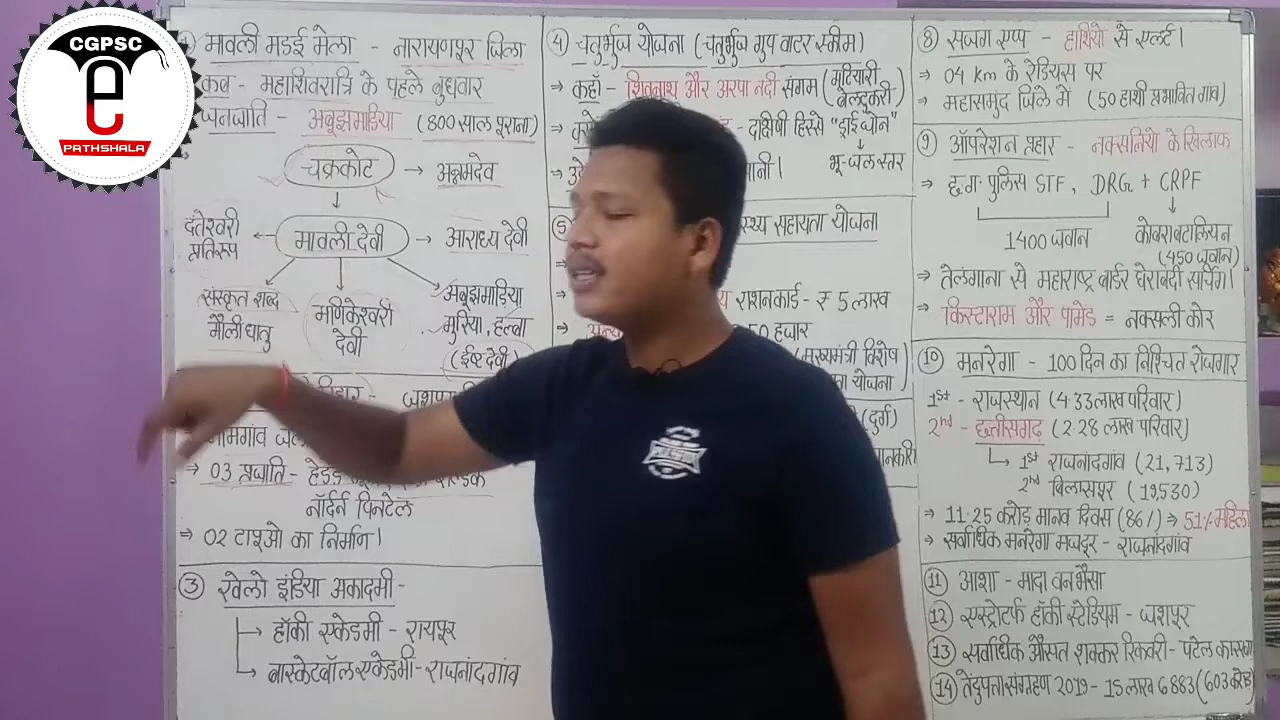 CGPSC
e
PATHSHALA
मावली मडई मेला - नारायणपुर जिला
कब - महाशिवरात्रि के पहले बुधवार
जनजाति - अबूझमाडिया (800 साल पुराना)
चक्रकोट → अन्नमदेव
दंतेश्वरी
प्रतिरूप
← मावली देवी → आराध्य देवी
संस्कृत शब्द
मौली धातु
माणिकेश्वरी
देवी
अबूझमाड़िया
मुरिया, हल्बा
(ईष्ट देवी)
⇒ 03 प्रजाति -
नॉर्दर्न पिनटेल
⇒ 02 टापूओ का निर्माण।
③ खेलो इंडिया अकादमी -
→ हॉकी एकेडमी - रायपुर
→ बास्केटबॉल एकेडमी - राजनांदगांव
④ चतुर्भुज योजना (चतुर्भुज ग्रुप वाटर स्कीम)
⇒ कहाँ - शिवनाथ और अरपा नदी संगम (मटियारी
बेलटुकरी)
- दक्षिणी हिस्से "ड्राई जोन"
↓
भू-जल स्तर
⑤
स्वास्थ्य सहायता योजना
राशनकार्ड - ₹ 5 लाख
50 हजार
(मुख्यमंत्री विशेष
योजना)
(दुर्ग)
⑧ सजग एप्प - हाथियो से एलर्ट।
⇒ 04 km के रेडियस पर
⇒ महासमुंद जिले में (50 हाथी प्रभावित गांव)
⑨ ऑपरेशन प्रहार - नक्सलियो के खिलाफ
⇒ छ.ग. पुलिस STF, DRG + CRPF
1400 जवान
कोबरा बटालियन
(450 जवान)
⇒ तेलंगाना से महाराष्ट्र बार्डर घेराबंदी सर्चिंग।
⇒ किस्टाराम और पामेड = नक्सली कोर
⑩ मनरेगा - 100 दिन का निश्चित रोजगार
1st - राजस्थान (4.33 लाख परिवार)
2nd - छत्तीसगढ़ (2.28 लाख परिवार)
→ 1st राजनांदगांव (21,713)
2nd बिलासपुर (19,530)
⇒ 11.25 करोड़ मानव दिवस (86%) ⇒ 51% महिला
⇒ सर्वाधिक मनरेगा मजदूर - राजनांदगांव
⑪ आशा - मादा वन भैंसा
⑫ एस्ट्रोटर्फ हॉकी स्टेडियम - जशपुर
⑬ सर्वाधिक औसत शक्कर रिकवरी - पटेल
⑭ तेंदुपत्ता संग्रहण 2019 - 15 लाख 6883 (603 करोड़)